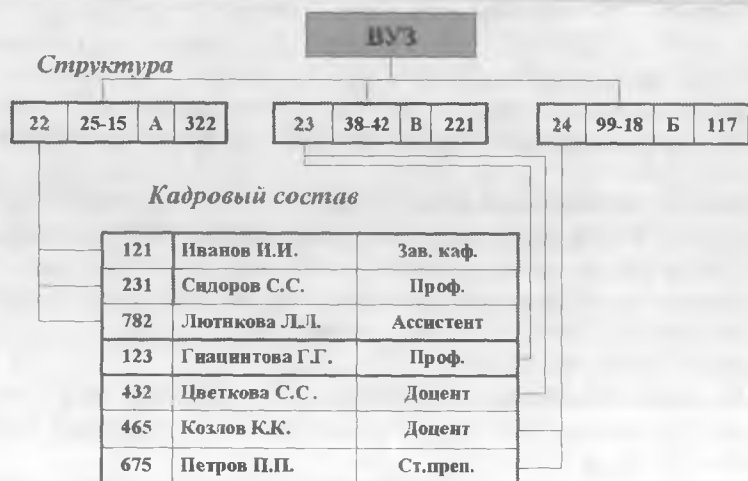 ВУЗ
Структура
22 25-15 А 322 23 38-42 В 221 24 99-18 Б 117
Кадровый состав
121 Иванов И.И. Зав. каф.
231 Сидоров С.С. Проф.
782 Лютикова Л.Л. Ассистент
123 Гиацинтова Г.Г. Проф.
432 Цветкова С.С. Доцент
465 Козлов К.К. Доцент
675 Петров П.П. Ст.преп.